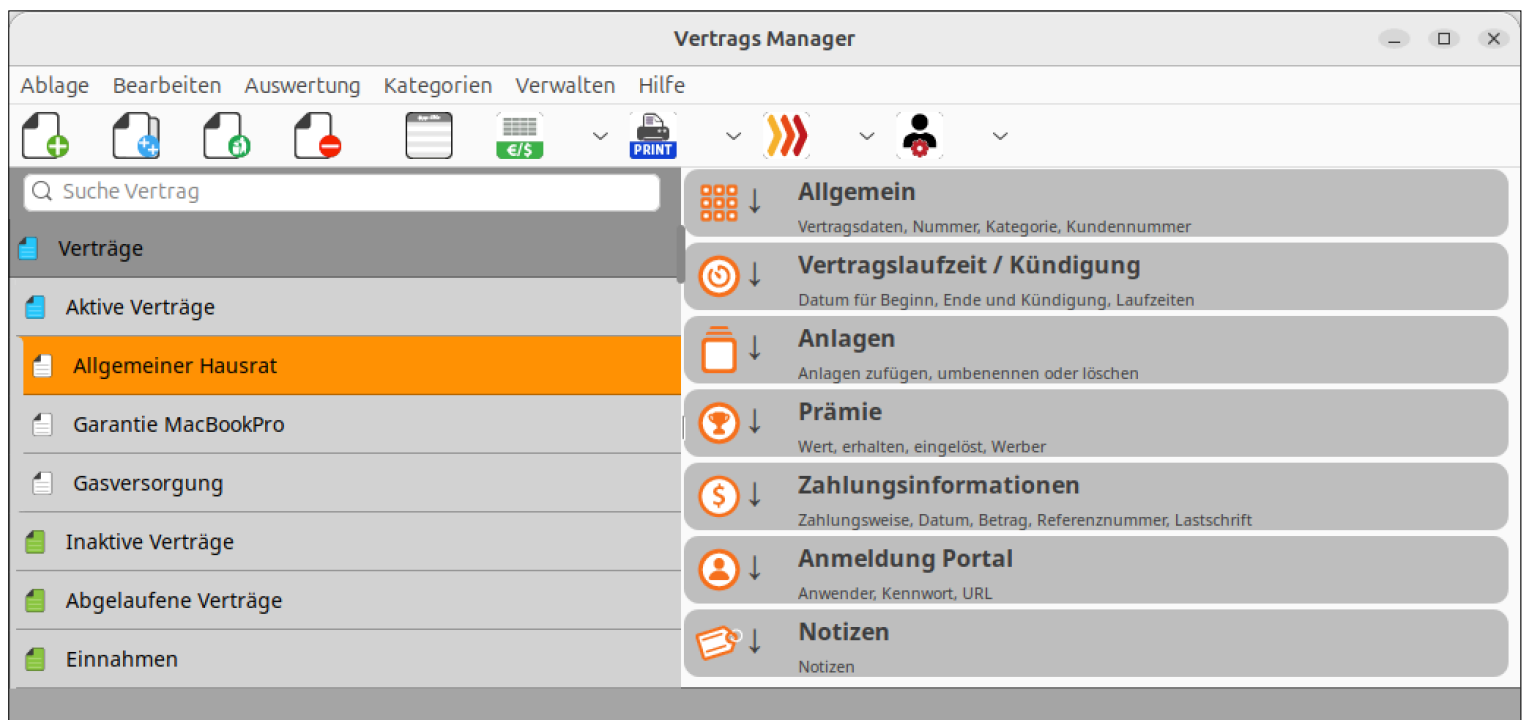 Vertrags Manager
Ablage Bearbeiten Auswertung Kategorien Verwalten Hilfe
€/$
PRINT
Suche Vertrag
Verträge
Aktive Verträge
Allgemeiner Hausrat
Garantie MacBookPro
Gasversorgung
Inaktive Verträge
Abgelaufene Verträge
Einnahmen
Allgemein
Vertragsdaten, Nummer, Kategorie, Kundennummer
Vertragslaufzeit / Kündigung
Datum für Beginn, Ende und Kündigung, Laufzeiten
Anlagen
Anlagen zufügen, umbenennen oder löschen
Prämie
Wert, erhalten, eingelöst, Werber
Zahlungsinformationen
Zahlungsweise, Datum, Betrag, Referenznummer, Lastschrift
Anmeldung Portal
Anwender, Kennwort, URL
Notizen
Notizen